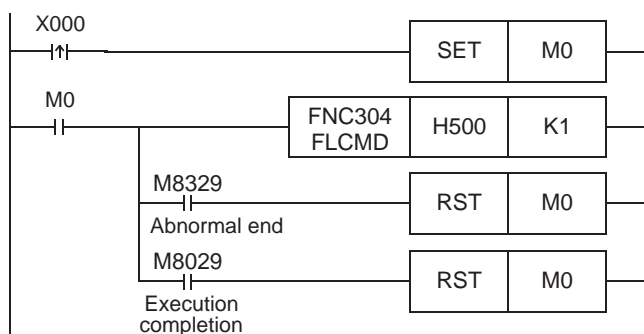 X000
SET M0
M0
FNC304
FLCMD H500 K1
M8329
RST M0
Abnormal end
M8029
RST M0
Execution
completion